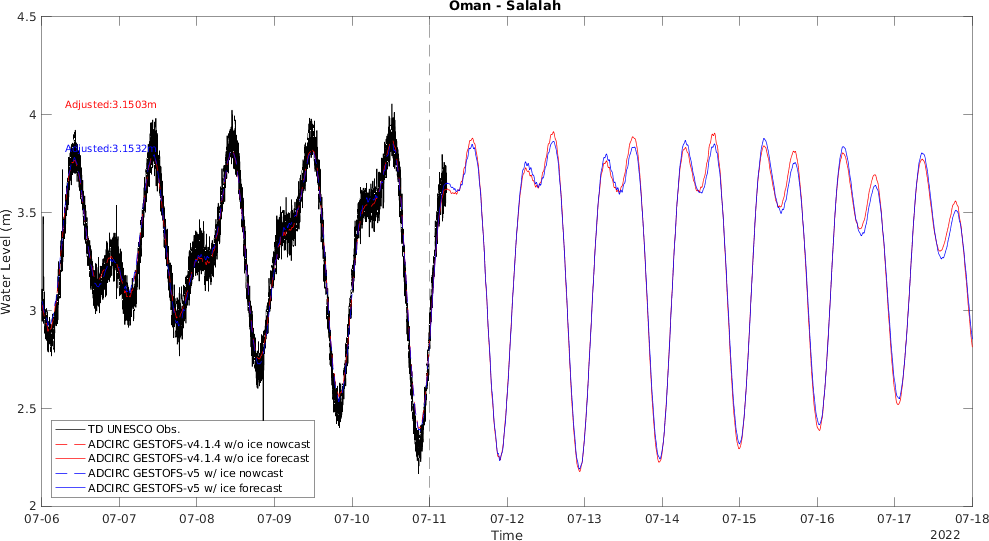 Oman - Salalah
4.5
4
3.5
3
2.5
2
Water Level (m)
Adjusted:3.1503m
Adjusted:3.1532
TD UNESCO Obs.
ADCIRC GESTOFS-v4.1.4 w/o ice nowcast
ADCIRC GESTOFS-v4.1.4 w/o ice forecast
ADCIRC GESTOFS-v5 w/ ice nowcast
ADCIRC GESTOFS-v5 w/ ice forecast
07-06 07-07 07-08 07-09 07-10 07-11 07-12 07-13 07-14 07-15 07-16 07-17 07-18
Time
2022